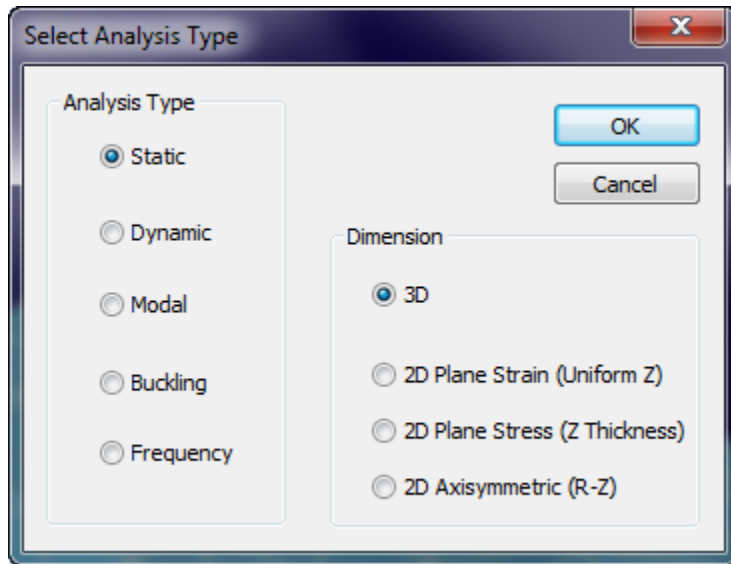 Select Analysis Type
Analysis Type
Static
Dynamic
Modal
Buckling
Frequency
OK
Cancel
Dimension
3D
2D Plane Strain (Uniform Z)
2D Plane Stress (Z Thickness)
2D Axisymmetric (R-Z)